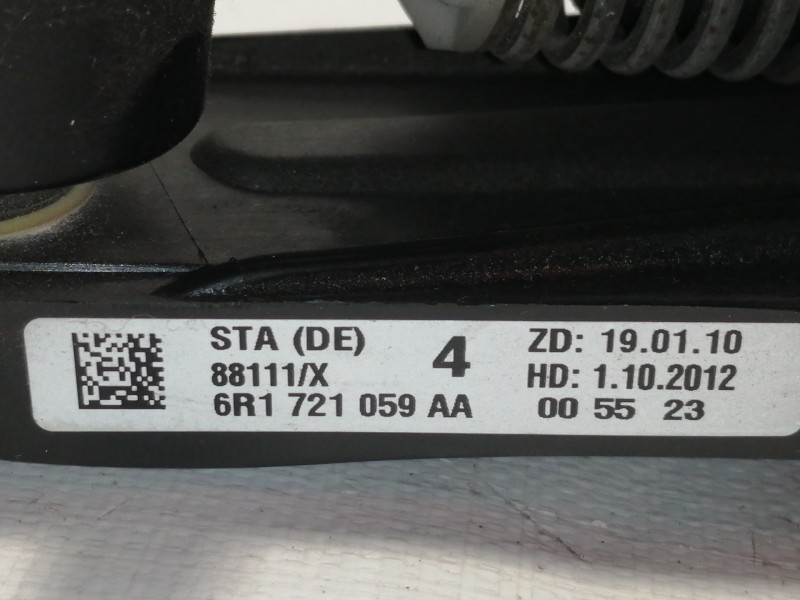 STA (DE) 4 ZD: 19.01.10
88111/X HD: 1.10.2012
6R1 721 059 AA 00 55 23